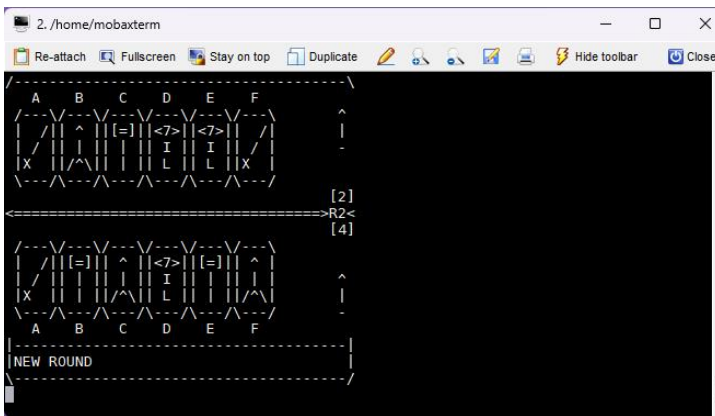 /--------------------------------------\
A    B    C    D    E    F
/---\/---\/---\/---\/---\/---\        ^
|  /|| ^ ||[=]||<7>||<7>||  /|        |
| / || | || | || I || I || / |        -
|X  ||/^\|| | || L || L ||X  |
\---/\---/\---/\---/\---/\---/
[2]
<===================================>R2<
[4]
/---\/---\/---\/---\/---\/---\
|  /||[=]|| ^ ||<7>||[=]|| ^ |
| / || | || | || I || | || | |        ^
|X  || | ||/^\|| L || | ||/^\|        |
\---/\---/\---/\---/\---/\---/        -
A    B    C    D    E    F
|--------------------------------------|
|NEW ROUND                             |
\--------------------------------------/
2. /home/mobaxterm
Re-attach Fullscreen Stay on top Duplicate Hide toolbar Close